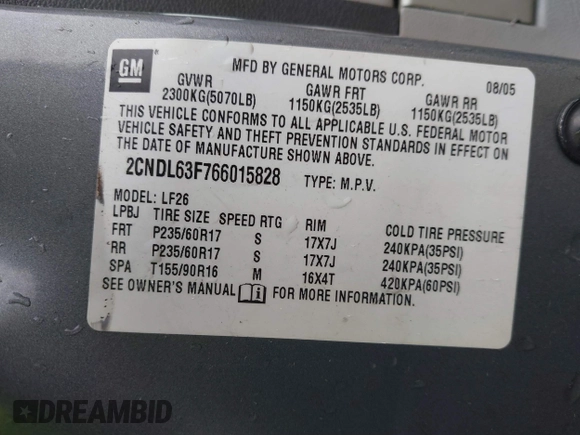 GM
MFD BY GENERAL MOTORS CORP. 08/05
GVWR GAWR FRT GAWR RR
2300KG(5070LB) 1150KG(2535LB) 1150KG(2535LB)
THIS VEHICLE CONFORMS TO ALL APPLICABLE U.S. FEDERAL MOTOR
VEHICLE SAFETY AND THEFT PREVENTION STANDARDS IN EFFECT ON
THE DATE OF MANUFACTURE SHOWN ABOVE.
2CNDL63F766015828 TYPE: M.P.V.
MODEL: LF26
LPBJ TIRE SIZE SPEED RTG RIM COLD TIRE PRESSURE
FRT P235/60R17 S 17X7J 240KPA(35PSI)
RR P235/60R17 S 17X7J 240KPA(35PSI)
SPA T155/90R16 M 16X4T 420KPA(60PSI)
SEE OWNER'S MANUAL i FOR MORE INFORMATION.
DREAMBID